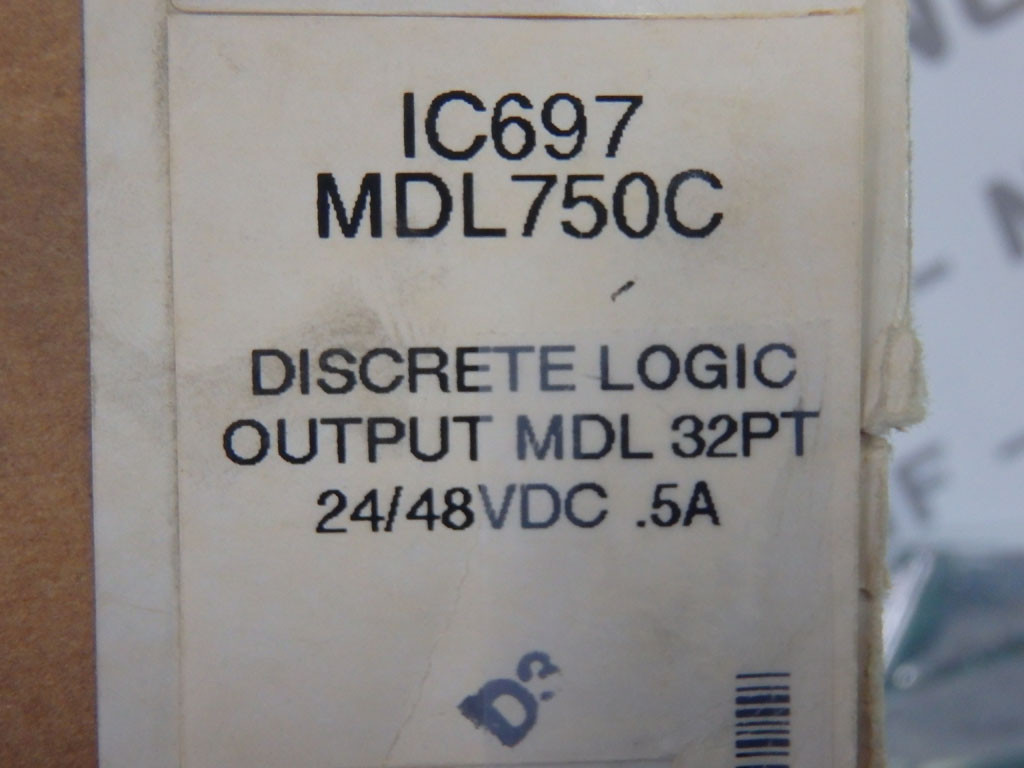 IC697
MDL750C
DISCRETE LOGIC
OUTPUT MDL 32PT
24/48VDC .5A